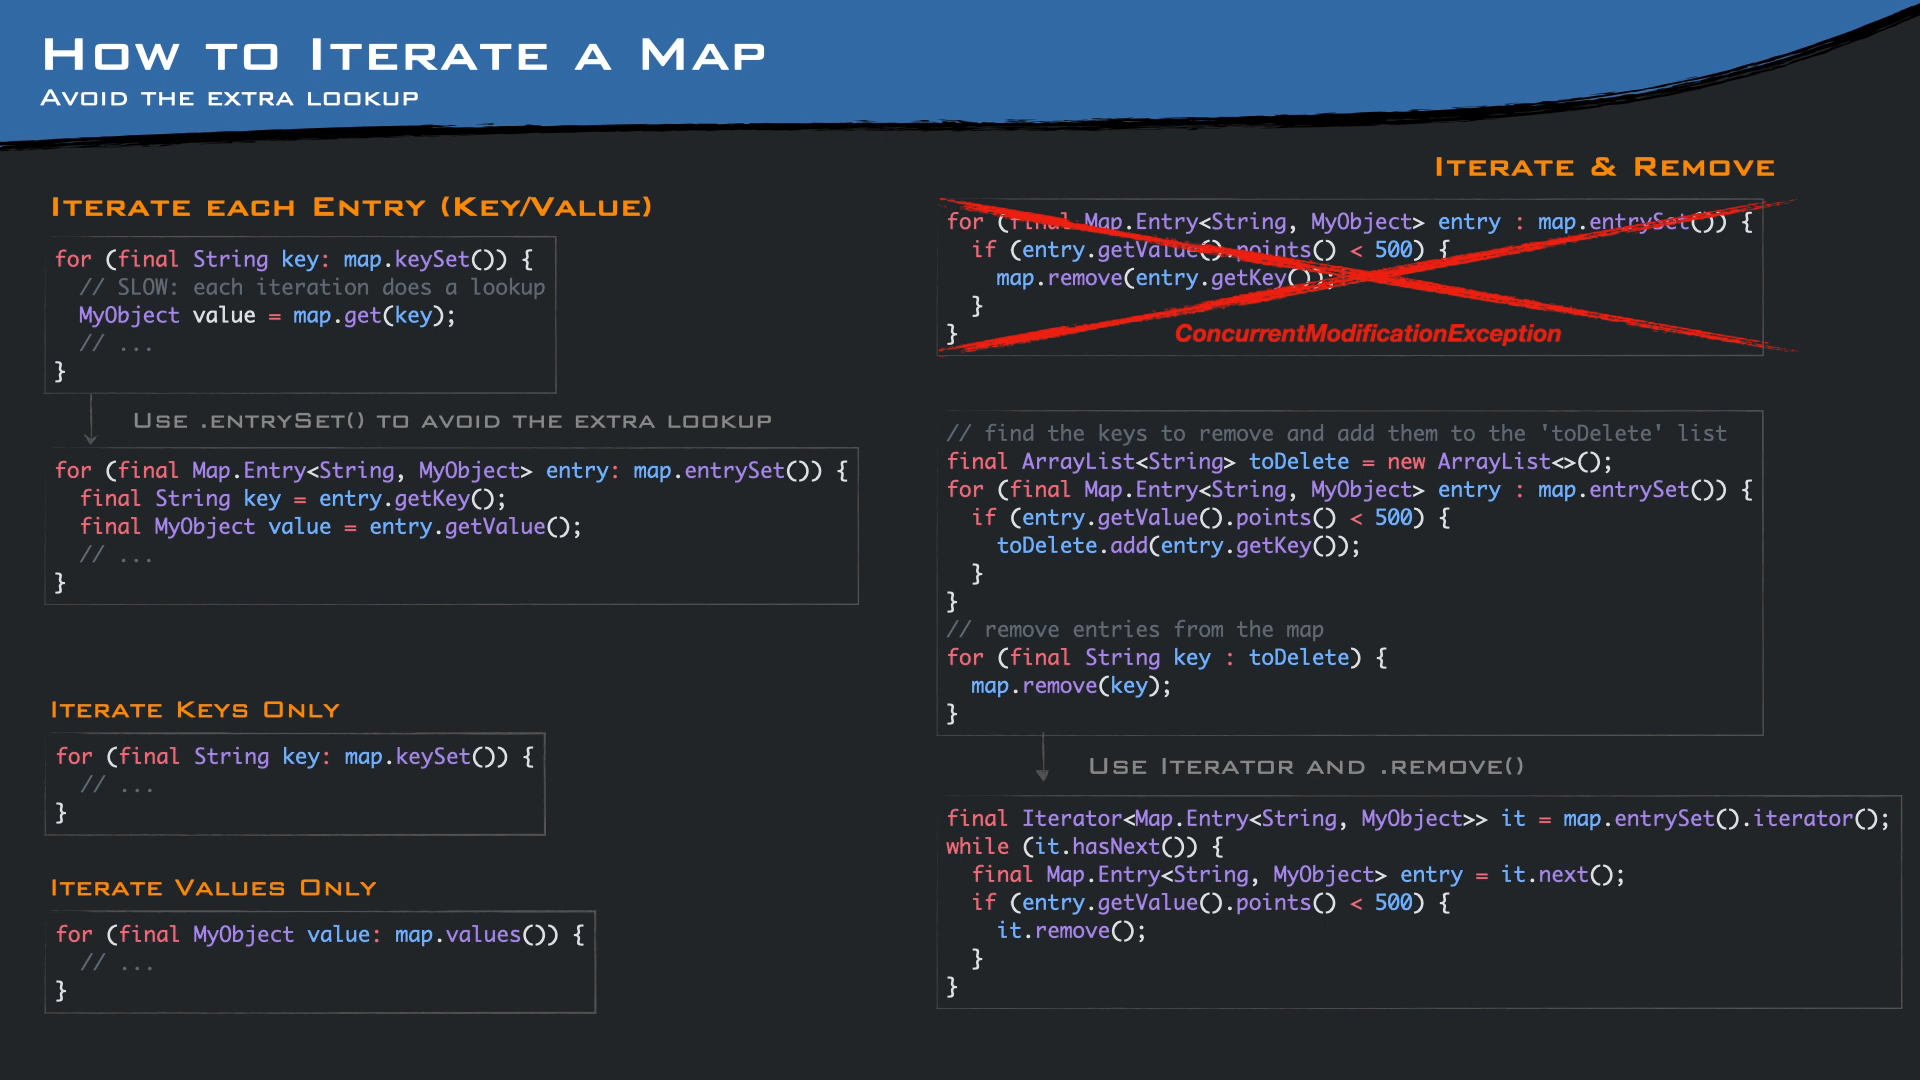 How to Iterate a Map
Avoid the extra lookup
Iterate each Entry (Key/Value)
for (final String key: map.keySet()) {
  // SLOW: each iteration does a lookup
  MyObject value = map.get(key);
  // ...
}
Use .entrySet() to avoid the extra lookup
for (final Map.Entry<String, MyObject> entry: map.entrySet()) {
  final String key = entry.getKey();
  final MyObject value = entry.getValue();
  // ...
}
Iterate Keys Only
for (final String key: map.keySet()) {
  // ...
}
Iterate Values Only
for (final MyObject value: map.values()) {
  // ...
}
Iterate & Remove
for (final Map.Entry<String, MyObject> entry : map.entrySet()) {
  if (entry.getValue().points() < 500) {
    map.remove(entry.getKey());
  }
}
ConcurrentModificationException
// find the keys to remove and add them to the 'toDelete' list
final ArrayList<String> toDelete = new ArrayList<>();
for (final Map.Entry<String, MyObject> entry : map.entrySet()) {
  if (entry.getValue().points() < 500) {
    toDelete.add(entry.getKey());
  }
}
// remove entries from the map
for (final String key : toDelete) {
  map.remove(key);
}
Use Iterator and .remove()
final Iterator<Map.Entry<String, MyObject>> it = map.entrySet().iterator();
while (it.hasNext()) {
  final Map.Entry<String, MyObject> entry = it.next();
  if (entry.getValue().points() < 500) {
    it.remove();
  }
}